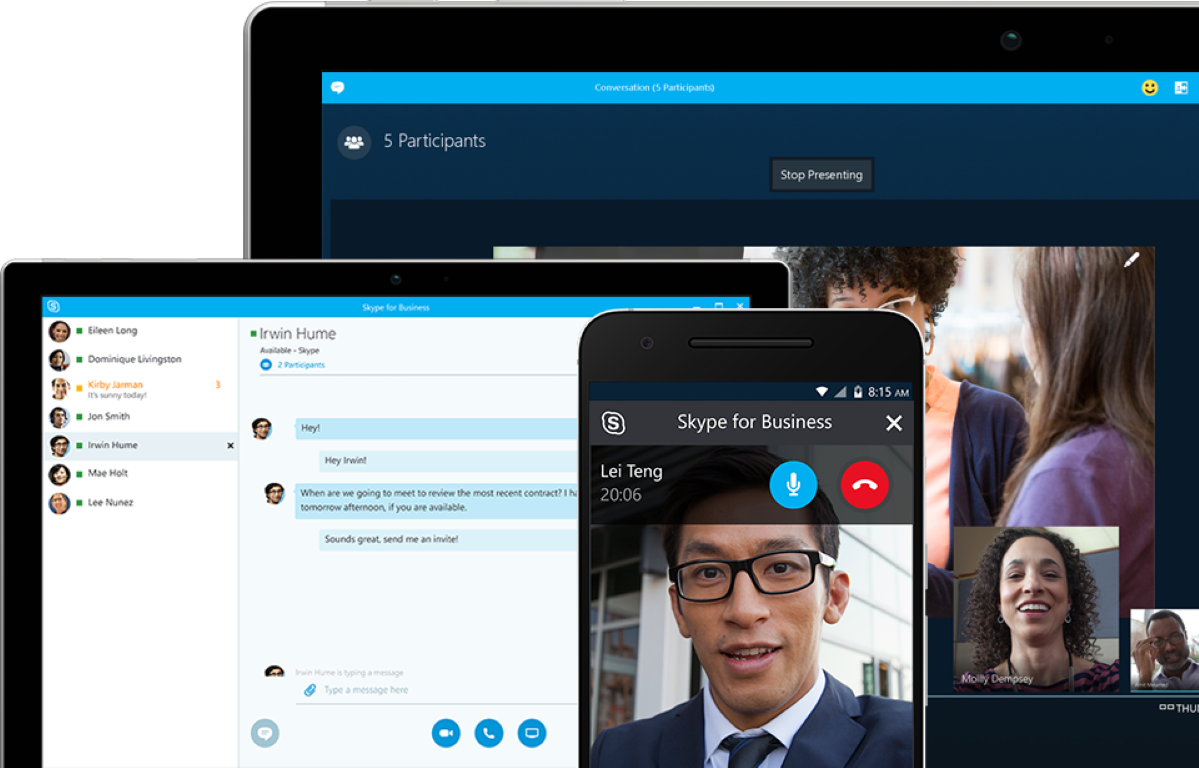 Conversation (5 Participants)
5 Participants
Stop Presenting
Skype for Business
Eileen Long
Dominique Livingston
Kirby Jarman
3
It's sunny today!
Jon Smith
Irwin Hume
Mae Holt
Lee Nunez
Irwin Hume
Available - Skype
2 Participants
Hey!
Hey Irwin!
When are we going to meet to review the most recent contract? I ha
tomorrow afternoon, if you are available.
Sounds great, send me an invite!
Irwin Hume is typing a message
Type a message here
8:15 AM
Skype for Business
Lei Teng
20:06
Mollly Dempsey
THU